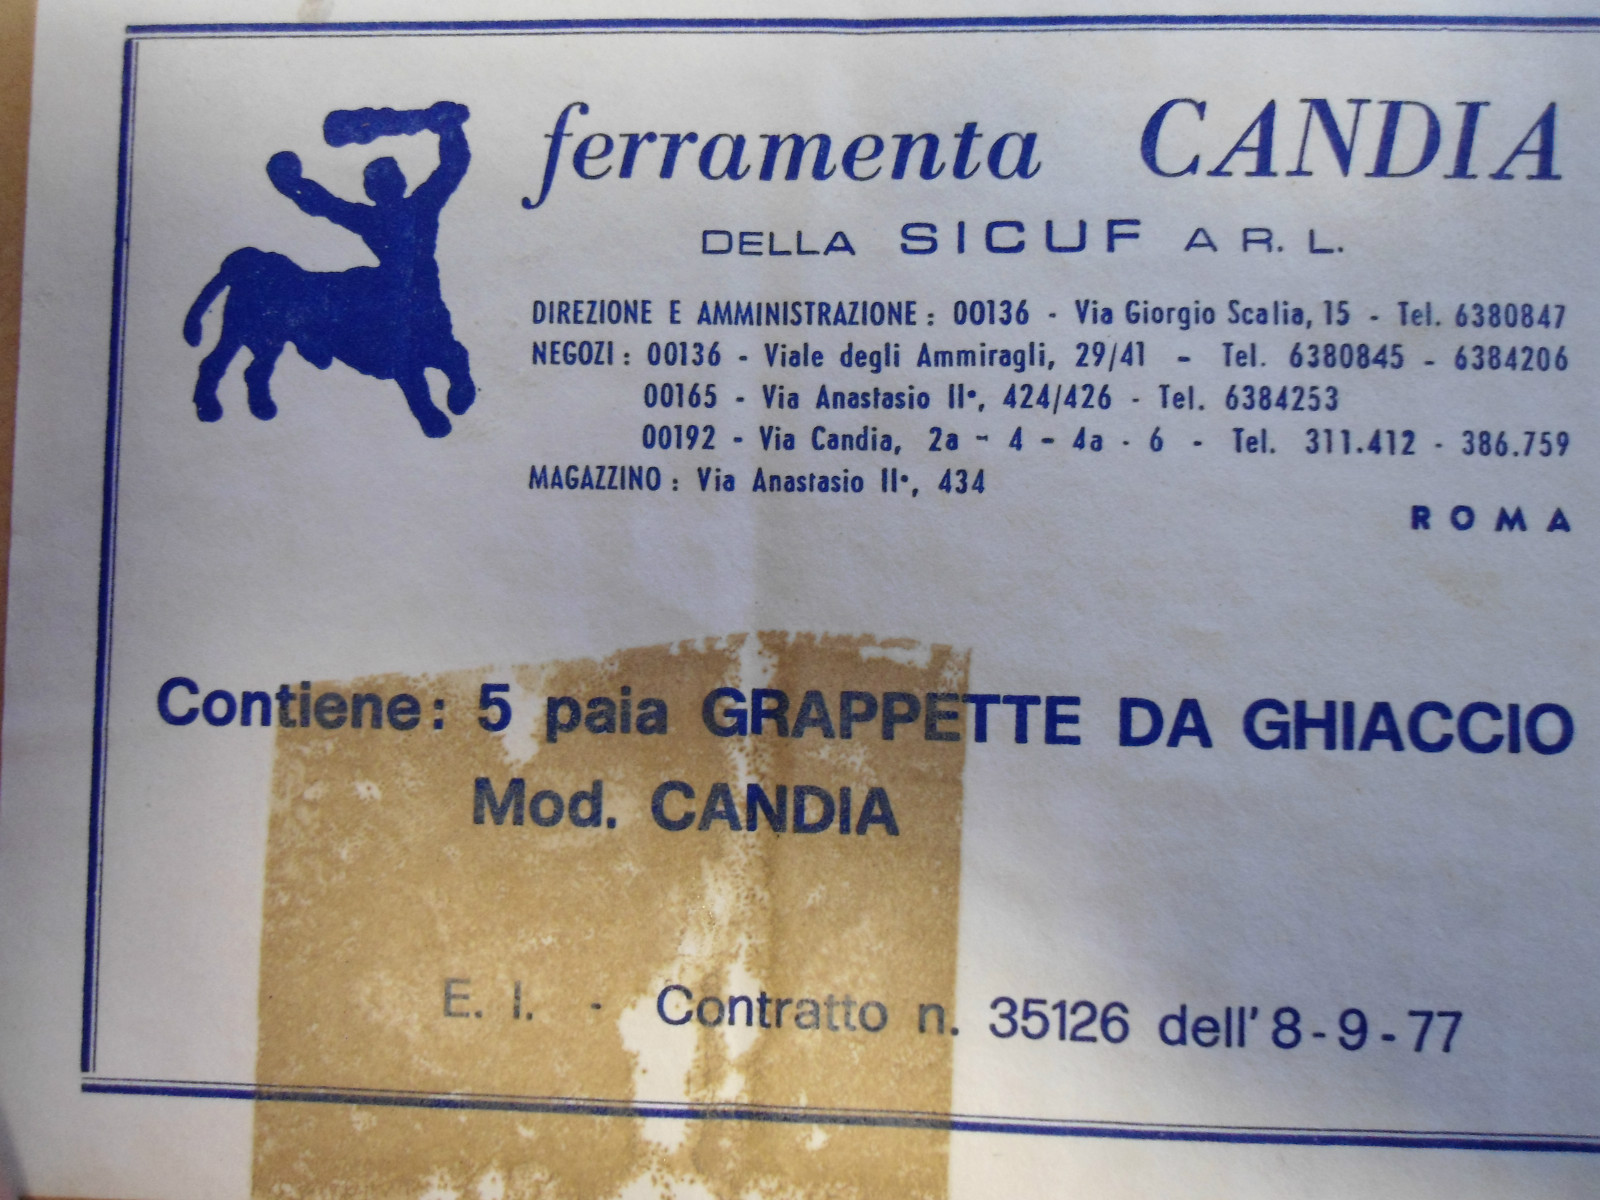 ferramenta CANDIA
DELLA SICUF A R. L.
DIREZIONE E AMMINISTRAZIONE : 00136 - Via Giorgio Scalia, 15 - Tel. 6380847
NEGOZI : 00136 - Viale degli Ammiragli, 29/41 - Tel. 6380845 - 6384206
00165 - Via Anastasio II°, 424/426 - Tel. 6384253
00192 - Via Candia, 2a - 4 - 4a - 6 - Tel. 311.412 - 386.759
MAGAZZINO : Via Anastasio II°, 434
ROMA
Contiene: 5 paia GRAPPETTE DA GHIACCIO
Mod. CANDIA
E. I. - Contratto n. 35126 dell' 8-9-77